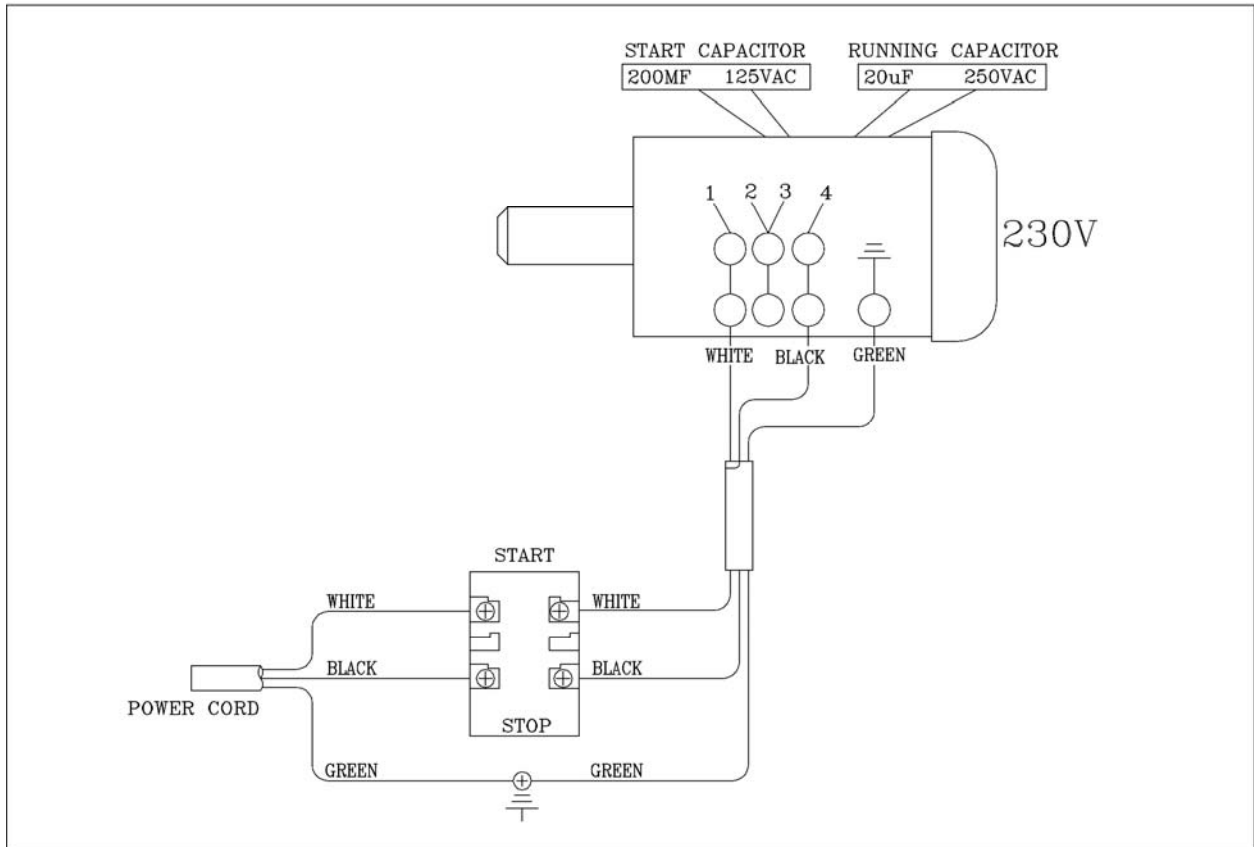 START CAPACITOR
200MF 125VAC
RUNNING CAPACITOR
20uF 250VAC
1 2 3 4
230V
WHITE BLACK GREEN
START
WHITE WHITE
BLACK BLACK
POWER CORD
STOP
GREEN GREEN